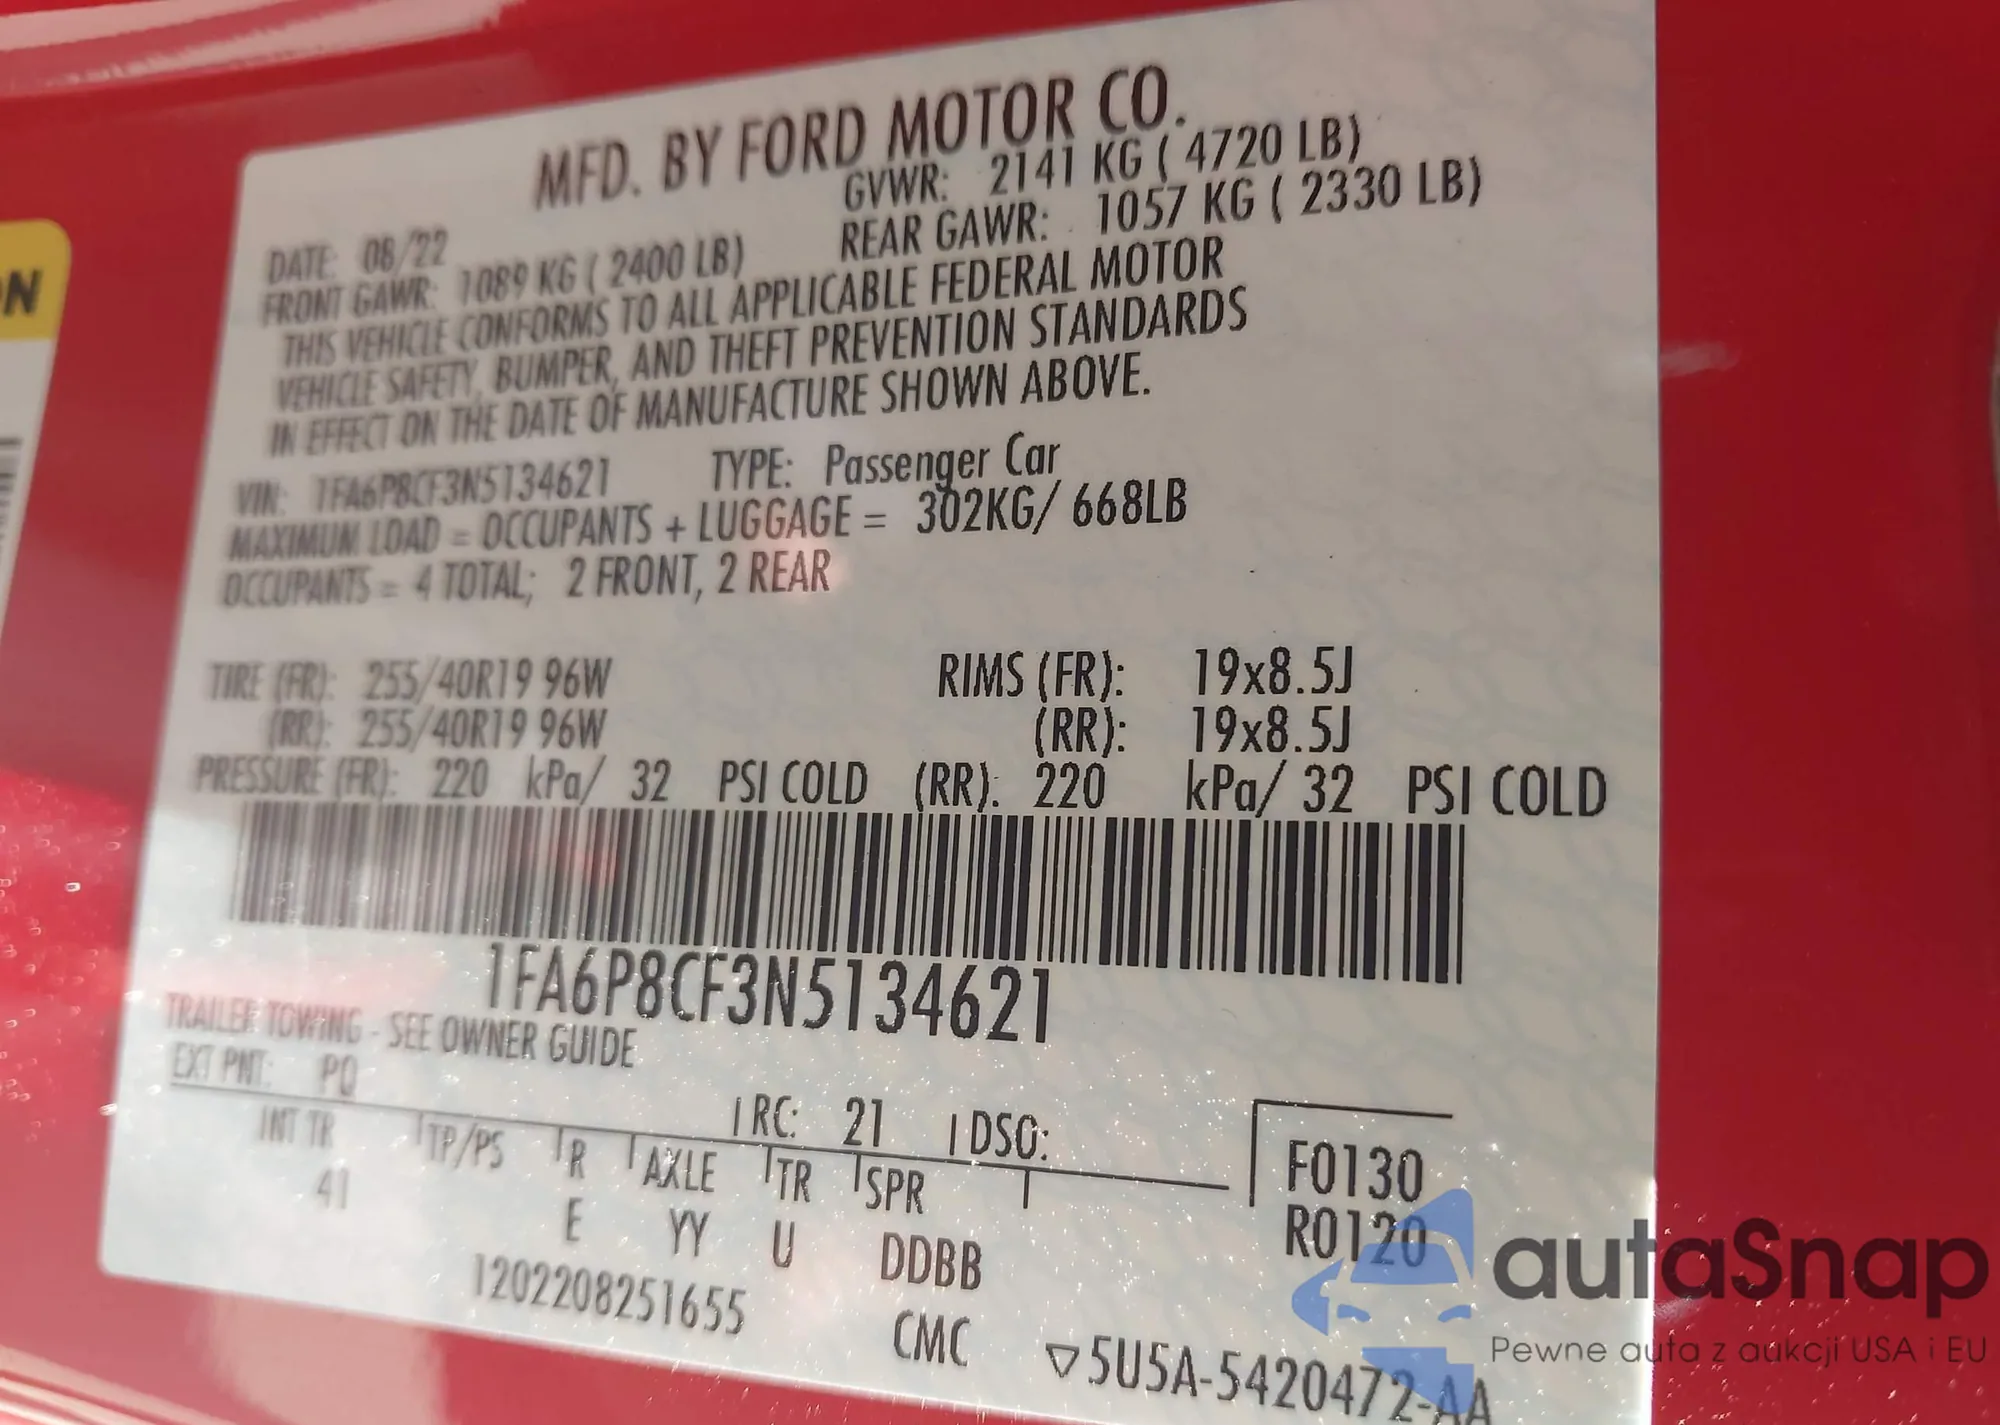 MFD. BY FORD MOTOR CO.
DATE: 08/22 GVWR: 2141 KG ( 4720 LB)
FRONT GAWR: 1089 KG ( 2400 LB) REAR GAWR: 1057 KG ( 2330 LB)
THIS VEHICLE CONFORMS TO ALL APPLICABLE FEDERAL MOTOR
VEHICLE SAFETY, BUMPER, AND THEFT PREVENTION STANDARDS
IN EFFECT ON THE DATE OF MANUFACTURE SHOWN ABOVE.
VIN: 1FA6P8CF3N5134621 TYPE: Passenger Car
MAXIMUM LOAD = OCCUPANTS + LUGGAGE = 302KG/ 668LB
OCCUPANTS = 4 TOTAL; 2 FRONT, 2 REAR
TIRE (FR): 255/40R19 96W RIMS (FR): 19x8.5J
(RR): 255/40R19 96W (RR): 19x8.5J
PRESSURE (FR): 220 kPa/ 32 PSI COLD (RR): 220 kPa/ 32 PSI COLD
1FA6P8CF3N5134621
TRAILER TOWING - SEE OWNER GUIDE
EXT PNT: PQ RC: 21 DSO:
INT TR TP/PS R AXLE TR SPR F0130
41 E YY U DDBB R0120
1202208251655 CMC
▽5U5A-5420472-AA
N
autaSnap
Pewne auta z aukcji USA i EU